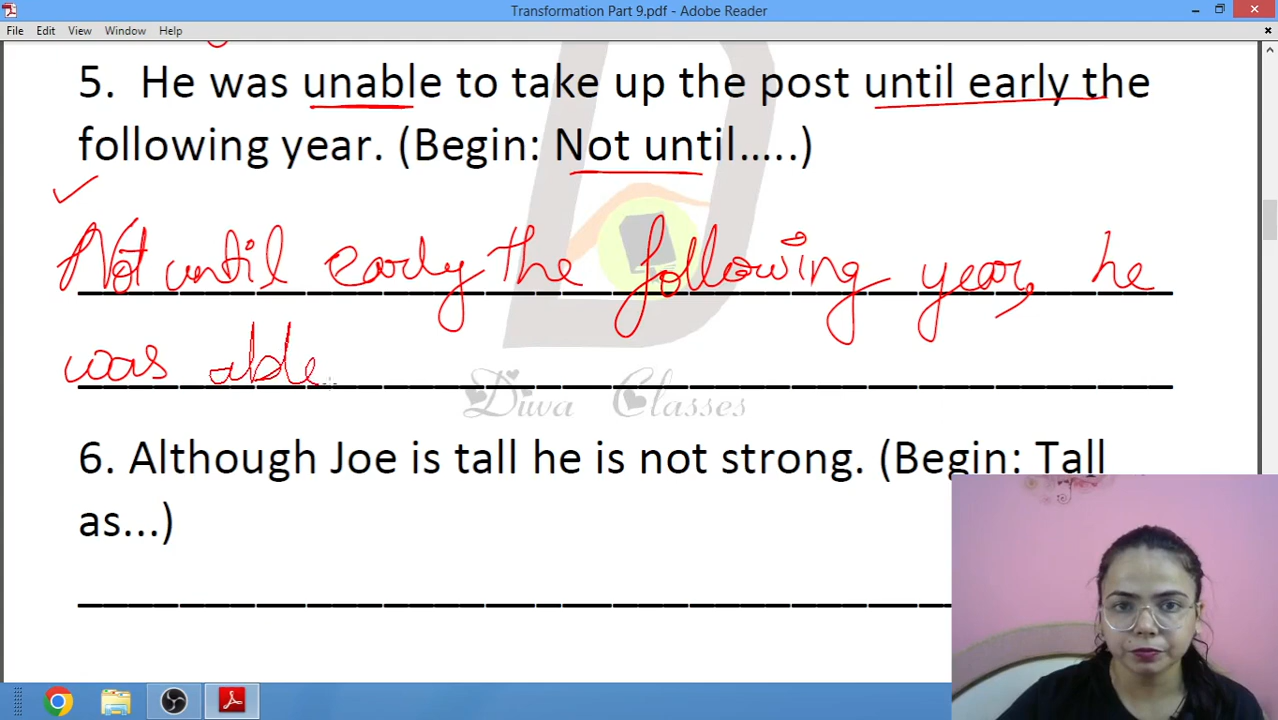 Transformation Part 9.pdf - Adobe Reader
File Edit View Window Help
5. He was unable to take up the post until early the
following year. (Begin: Not until…..)
Not until early the following year, he
was able
Diwa Classes
6. Although Joe is tall he is not strong. (Begin: Tall
as...)